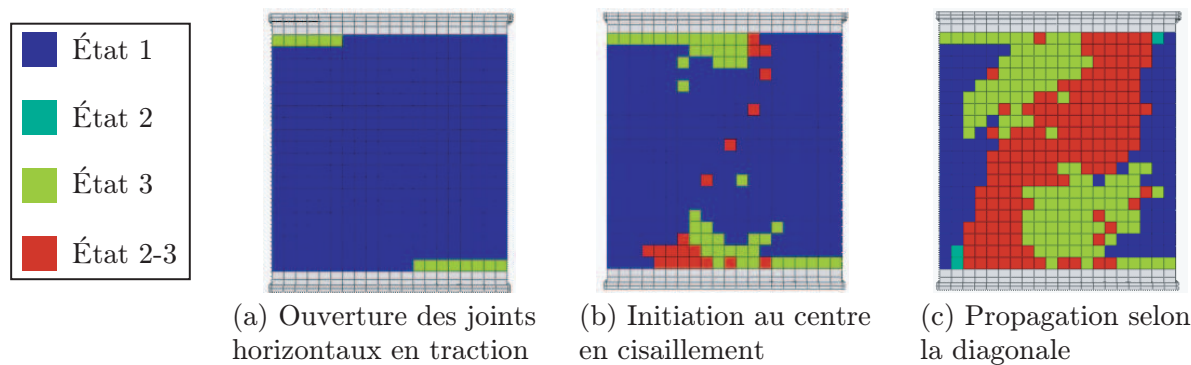 État 1
État 2
État 3
État 2-3
(a) Ouverture des joints
horizontaux en traction
(b) Initiation au centre
en cisaillement
(c) Propagation selon
la diagonale